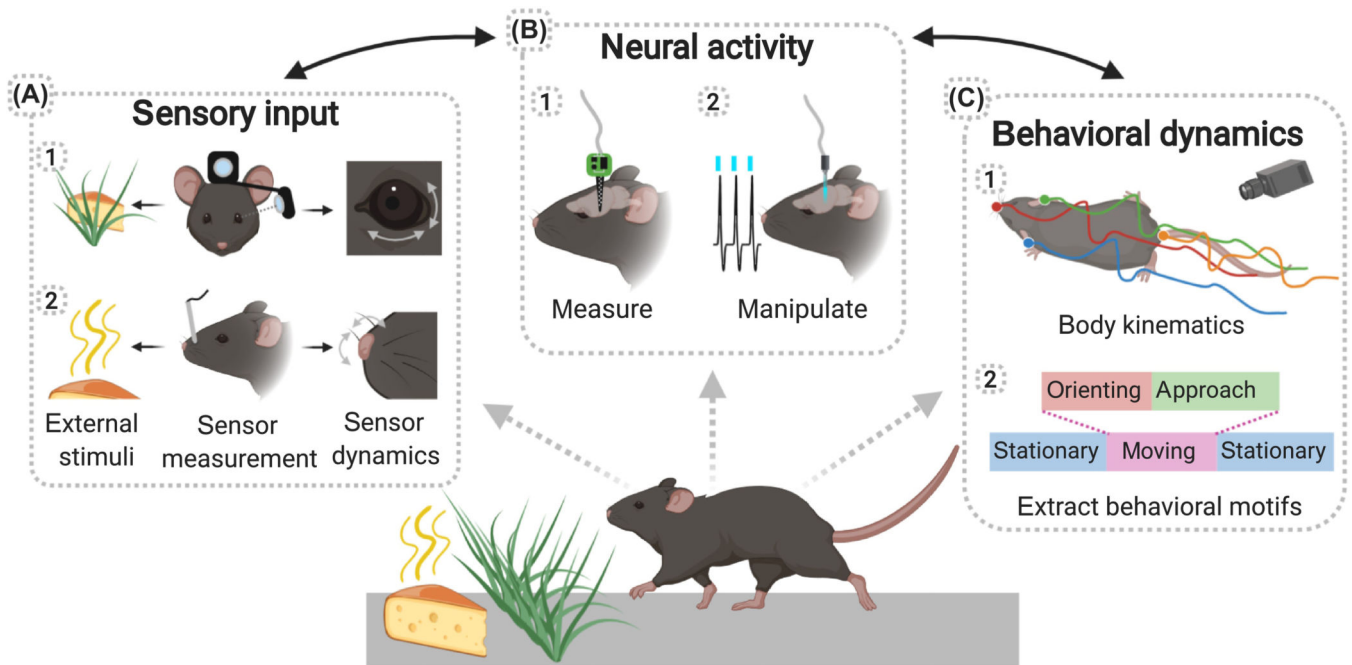 (A)
Sensory input
1
2
External
stimuli
Sensor
measurement
Sensor
dynamics
(B)
Neural activity
1
2
Measure
Manipulate
(C)
Behavioral dynamics
1
Body kinematics
2
Orienting
Approach
Stationary
Moving
Stationary
Extract behavioral motifs